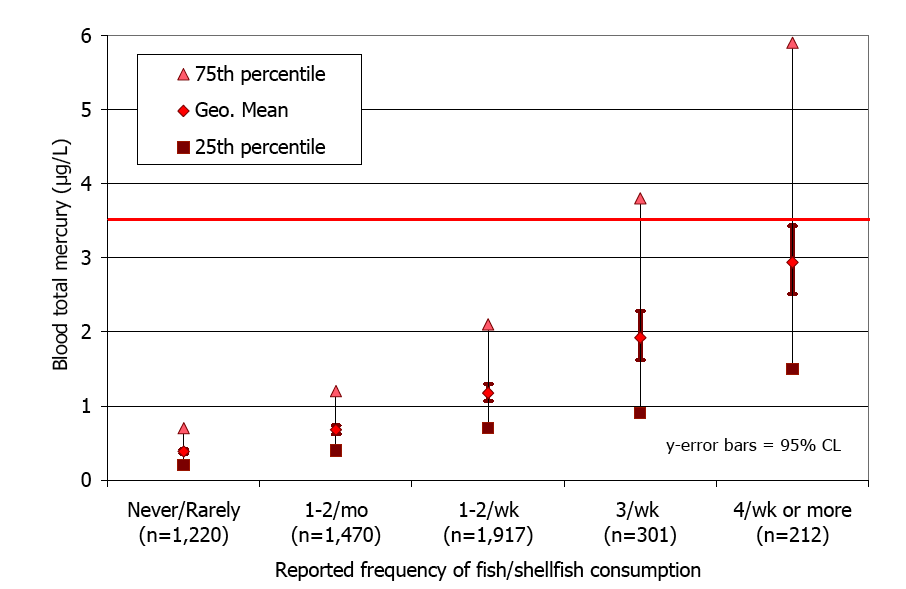 6
75th percentile
5
Geo. Mean
25th percentile
4
3
2
1
0
Blood total mercury (µg/L)
y-error bars = 95% CL
Never/Rarely 1-2/mo 1-2/wk 3/wk 4/wk or more
(n=1,220) (n=1,470) (n=1,917) (n=301) (n=212)
Reported frequency of fish/shellfish consumption